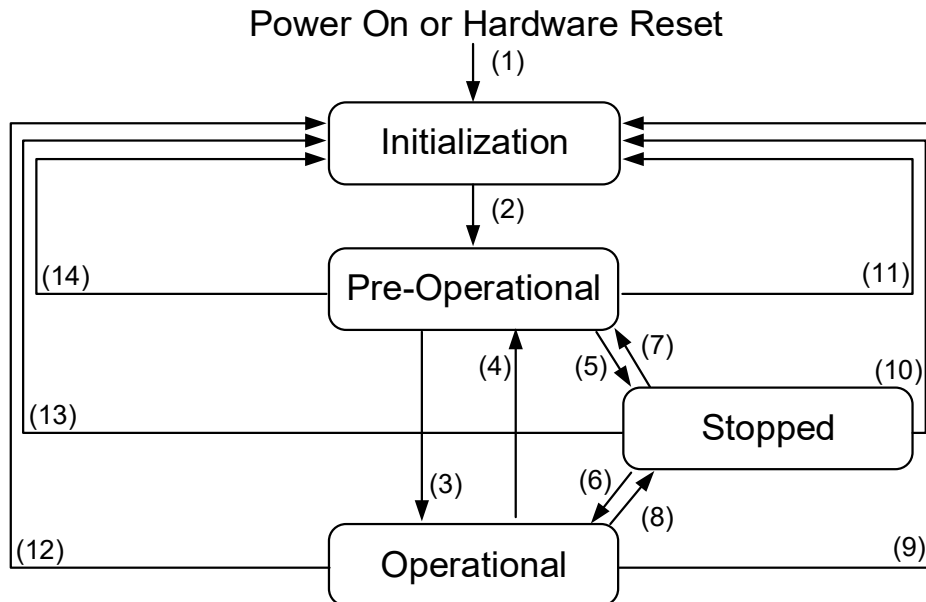 Power On or Hardware Reset
(1)
Initialization
(2)
(14)
Pre-Operational
(11)
(4)
(5)
(7)
(10)
(13)
Stopped
(3)
(6)
(8)
(12)
Operational
(9)